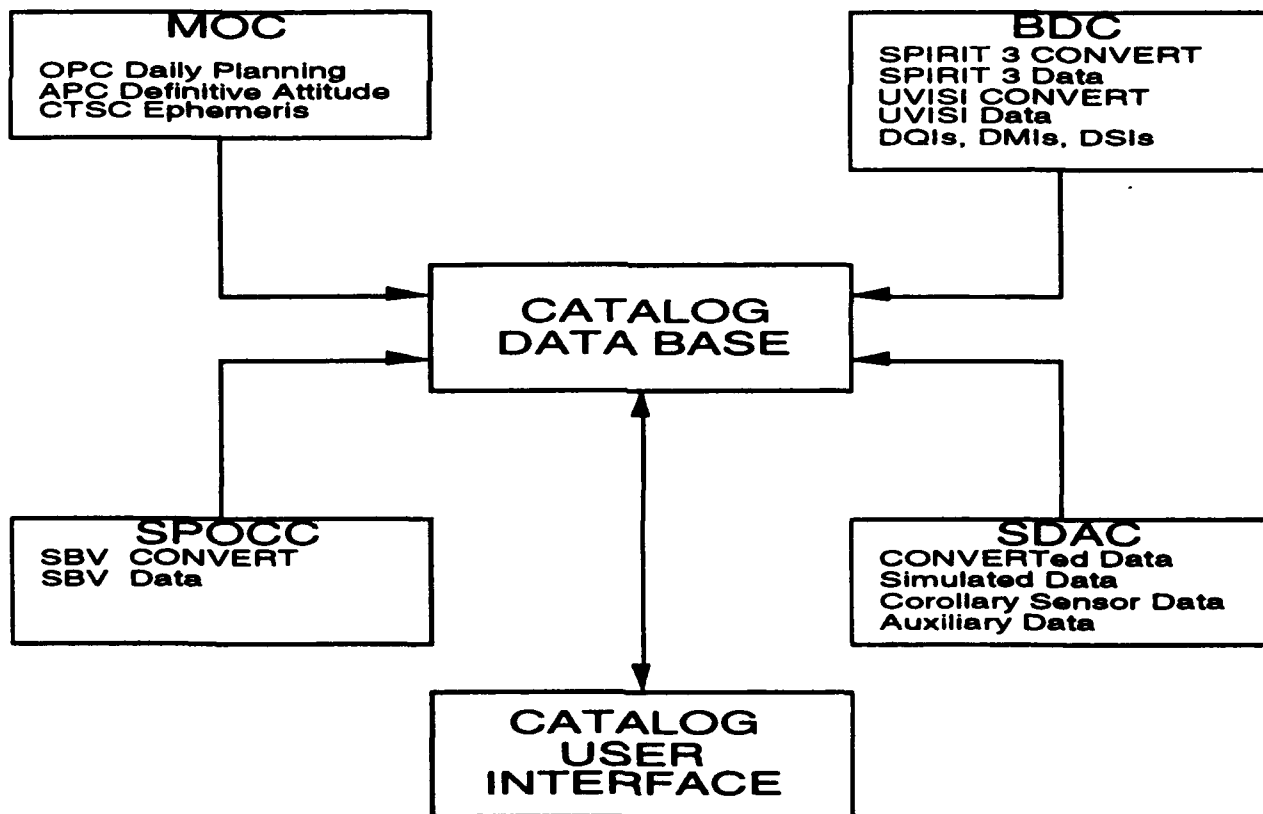 MOC
OPC Daily Planning
APC Definitive Attitude
CTSC Ephemeris
BDC
SPIRIT 3 CONVERT
SPIRIT 3 Data
UVISI CONVERT
UVISI Data
DQIs, DMIs, DSIs
CATALOG
DATA BASE
SPOCC
SBV CONVERT
SBV Data
SDAC
CONVERTed Data
Simulated Data
Corollary Sensor Data
Auxiliary Data
CATALOG
USER
INTERFACE